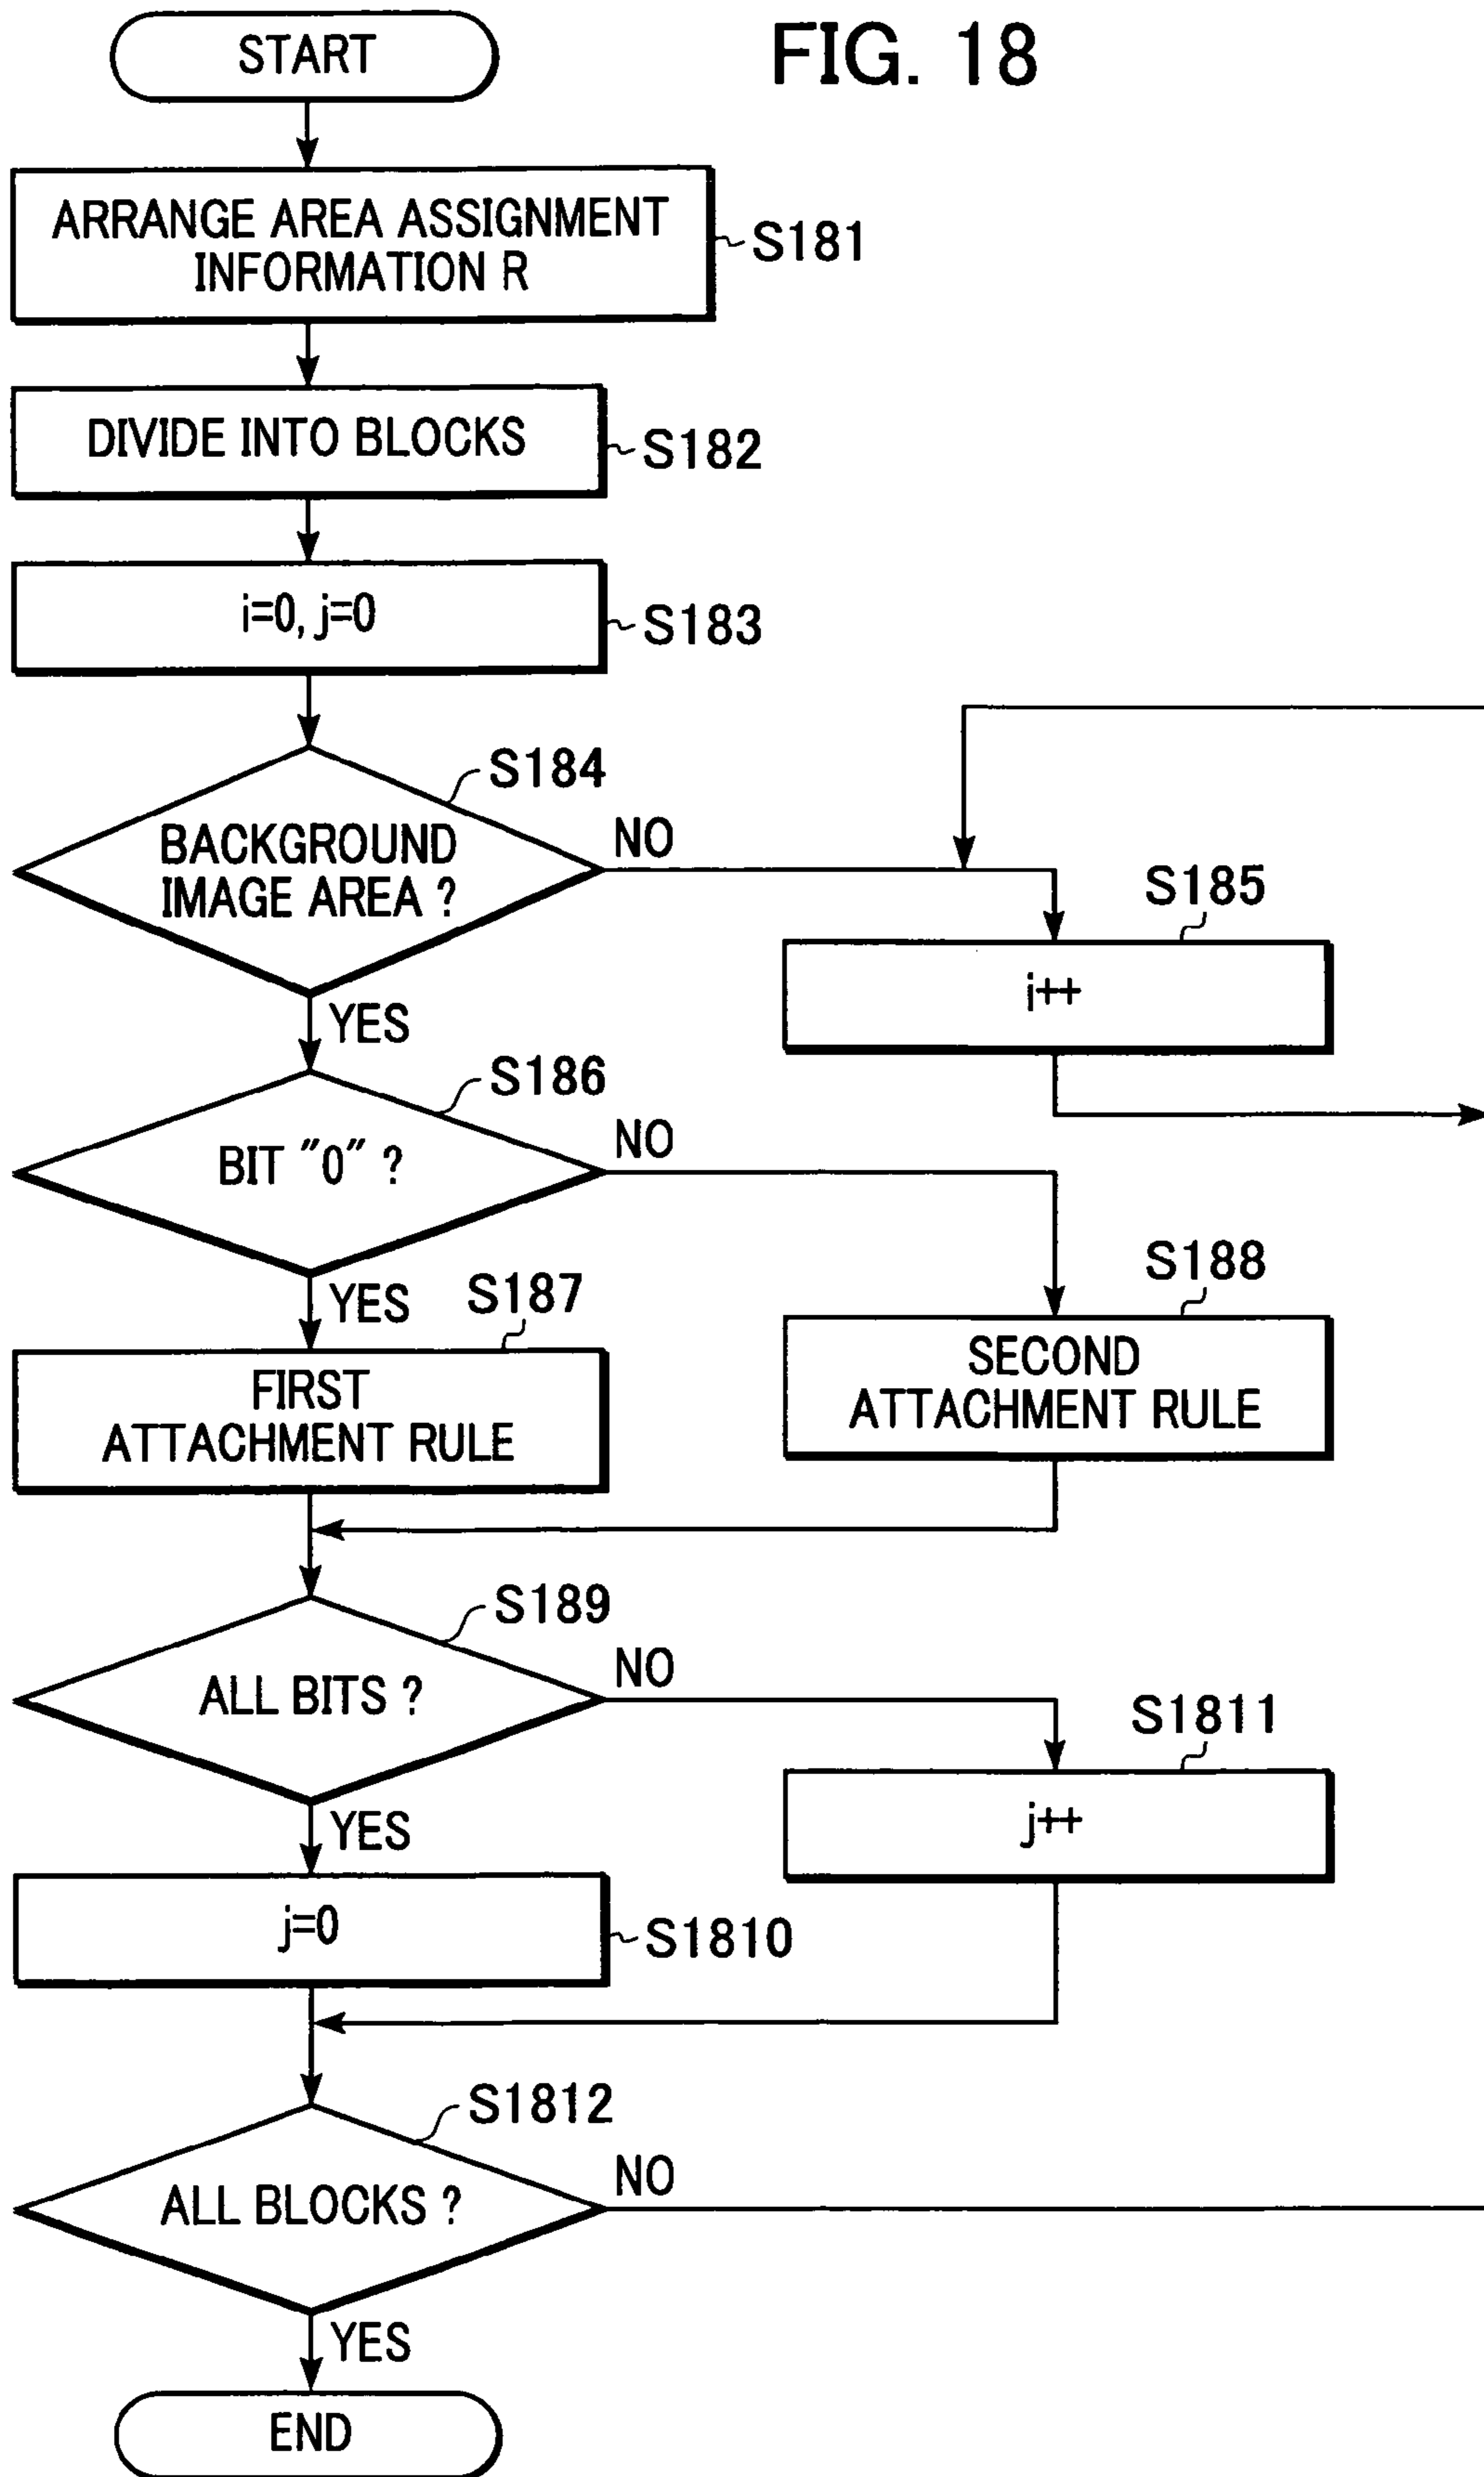 FIG. 18
START
ARRANGE AREA ASSIGNMENT
INFORMATION R
S181
DIVIDE INTO BLOCKS
S182
i=0, j=0
S183
S184
BACKGROUND
IMAGE AREA ?
NO
YES
S185
i++
S186
BIT "0" ?
NO
YES
S187
FIRST
ATTACHMENT RULE
S188
SECOND
ATTACHMENT RULE
S189
ALL BITS ?
NO
YES
S1811
j++
j=0
S1810
S1812
ALL BLOCKS ?
NO
YES
END